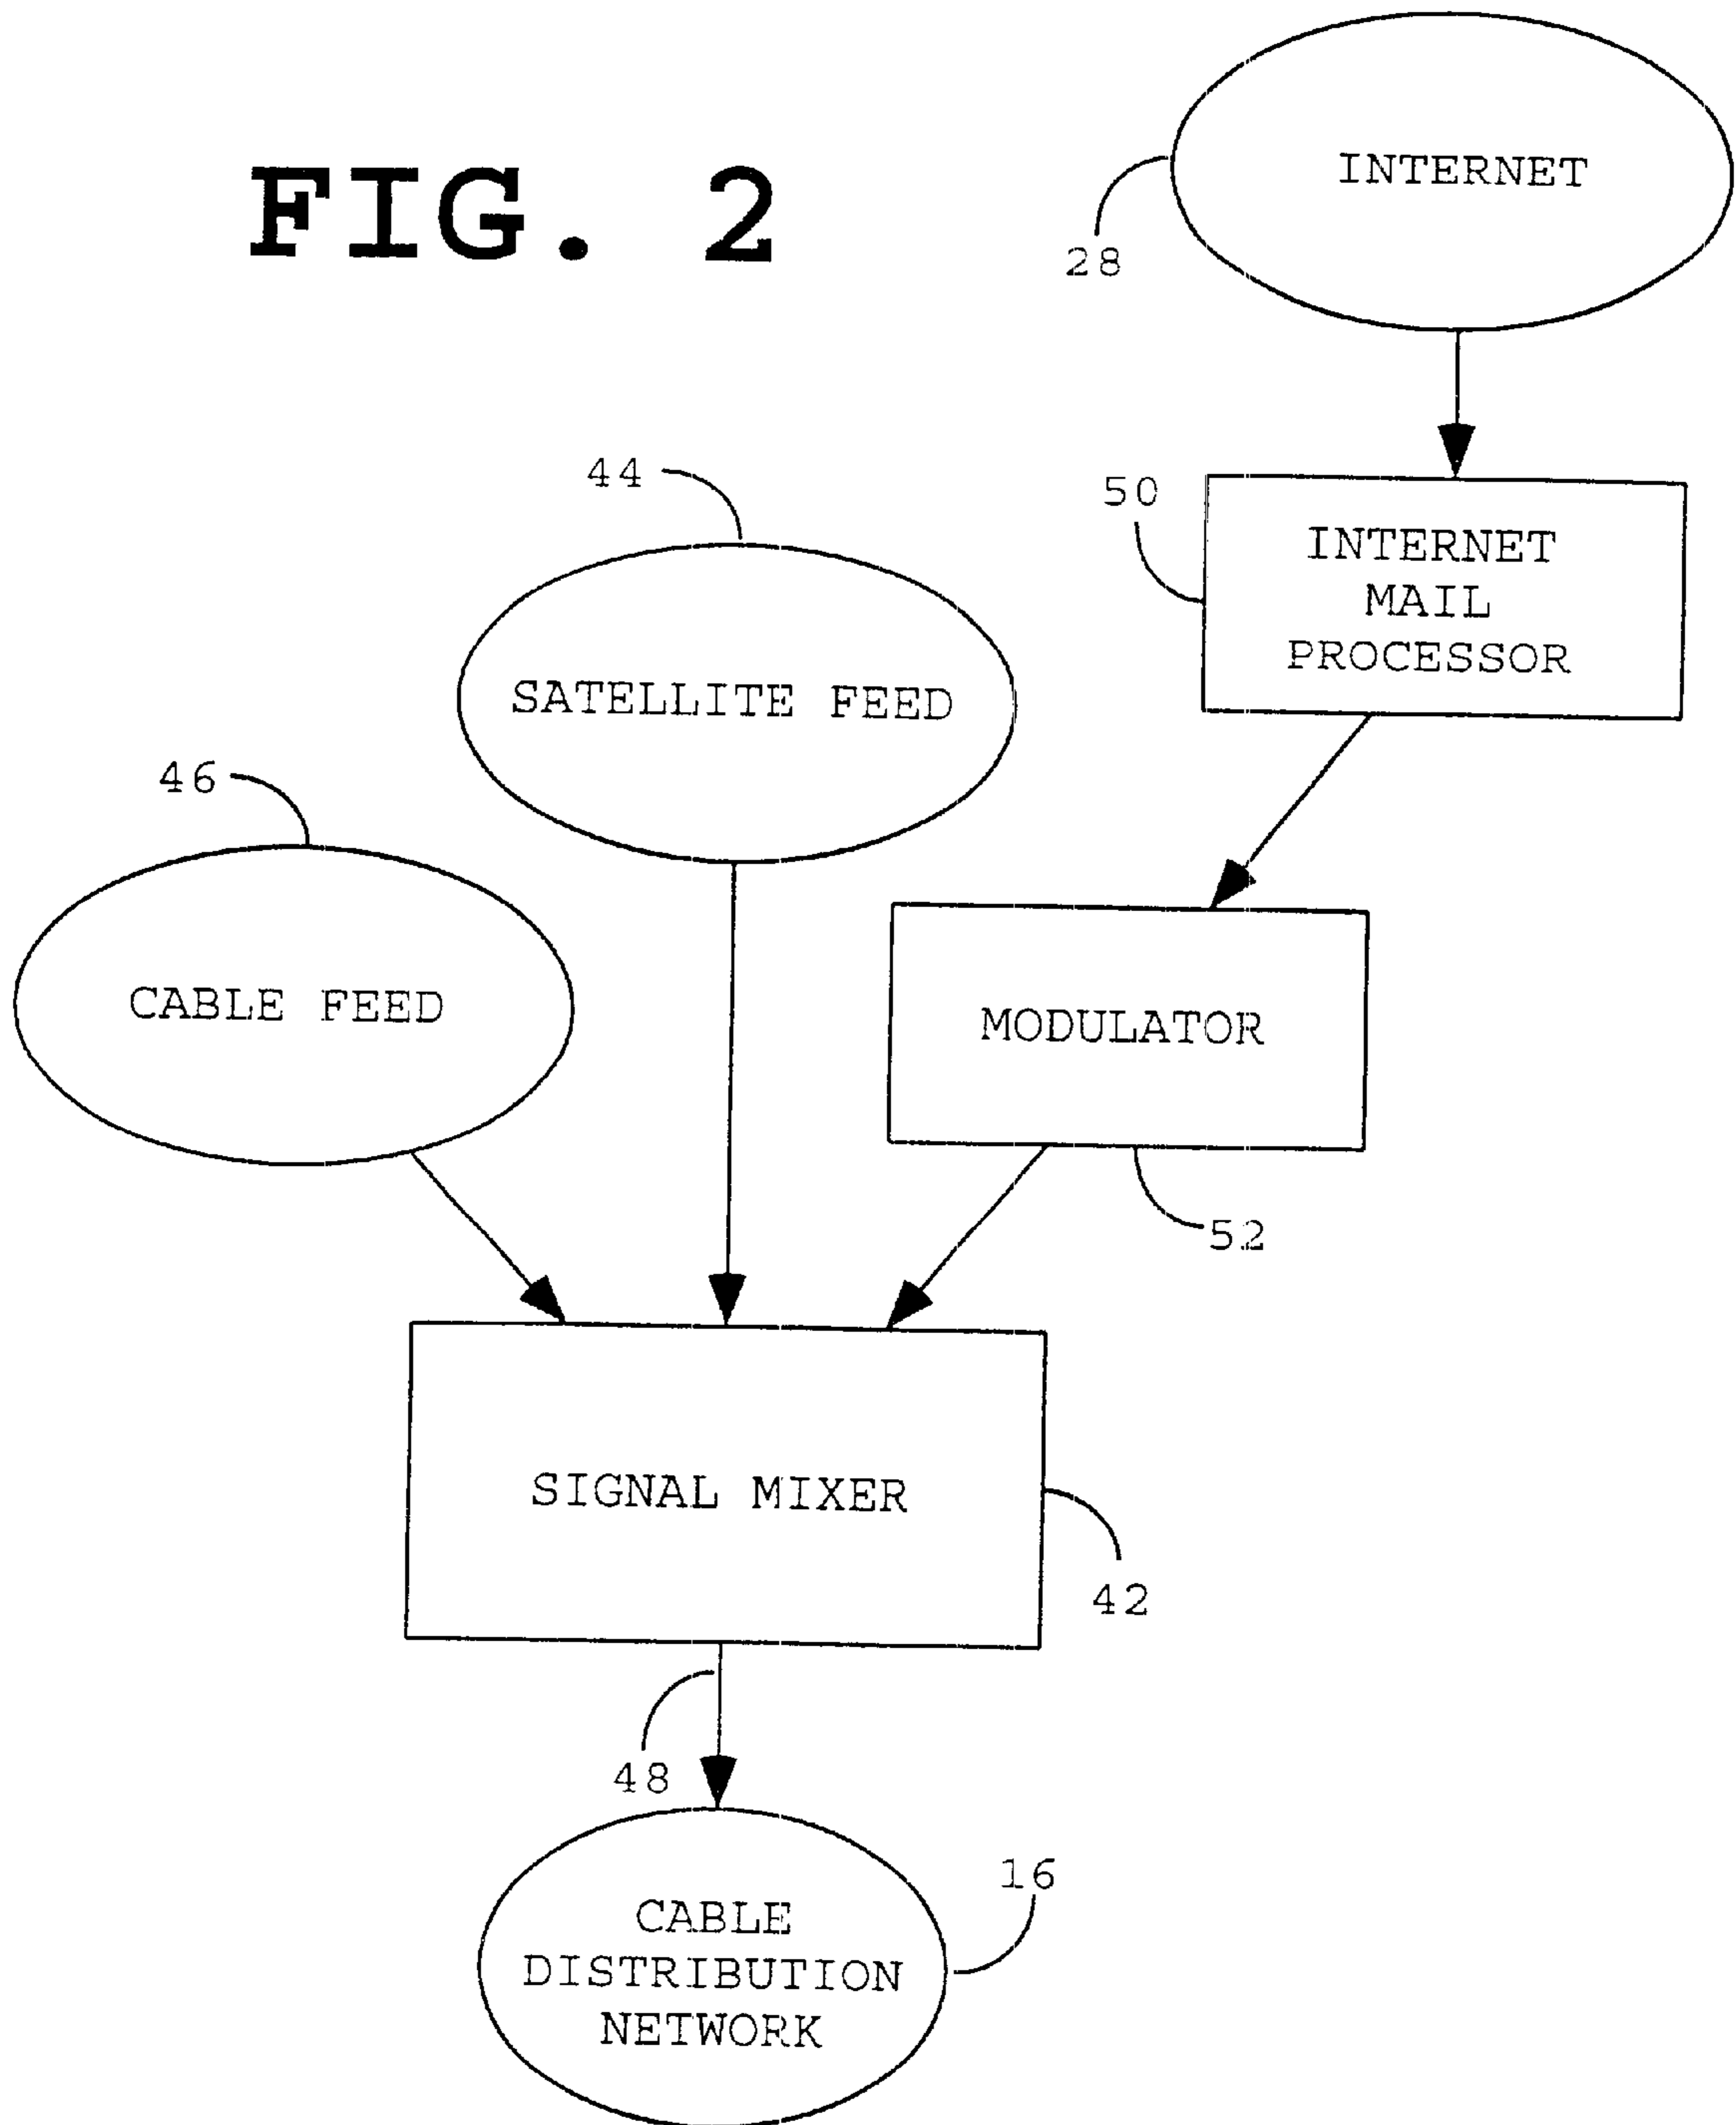 FIG. 2
INTERNET
28
44
50
INTERNET
MAIL
PROCESSOR
SATELLITE FEED
46
CABLE FEED
MODULATOR
52
SIGNAL MIXER
42
48
16
CABLE
DISTRIBUTION
NETWORK